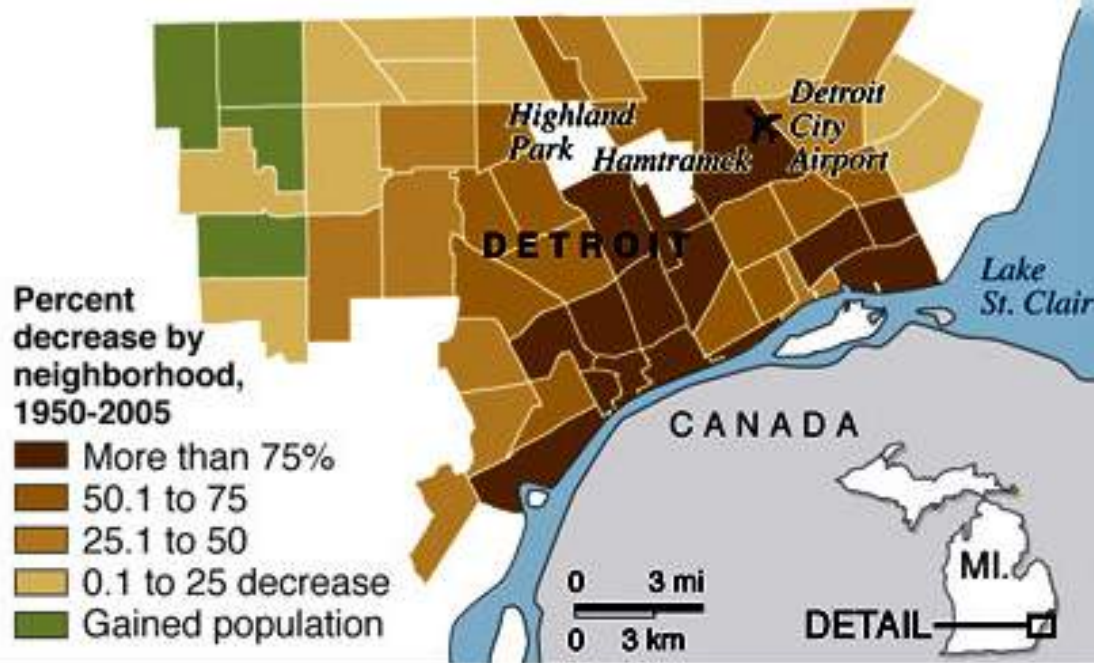 Highland
Park
Hamtramck
Detroit
City
Airport
DETROIT
Lake
St. Clair
Percent
decrease by
neighborhood,
1950-2005
More than 75%
50.1 to 75
25.1 to 50
0.1 to 25 decrease
Gained population
CANADA
0 3 mi
0 3 km
MI.
DETAIL